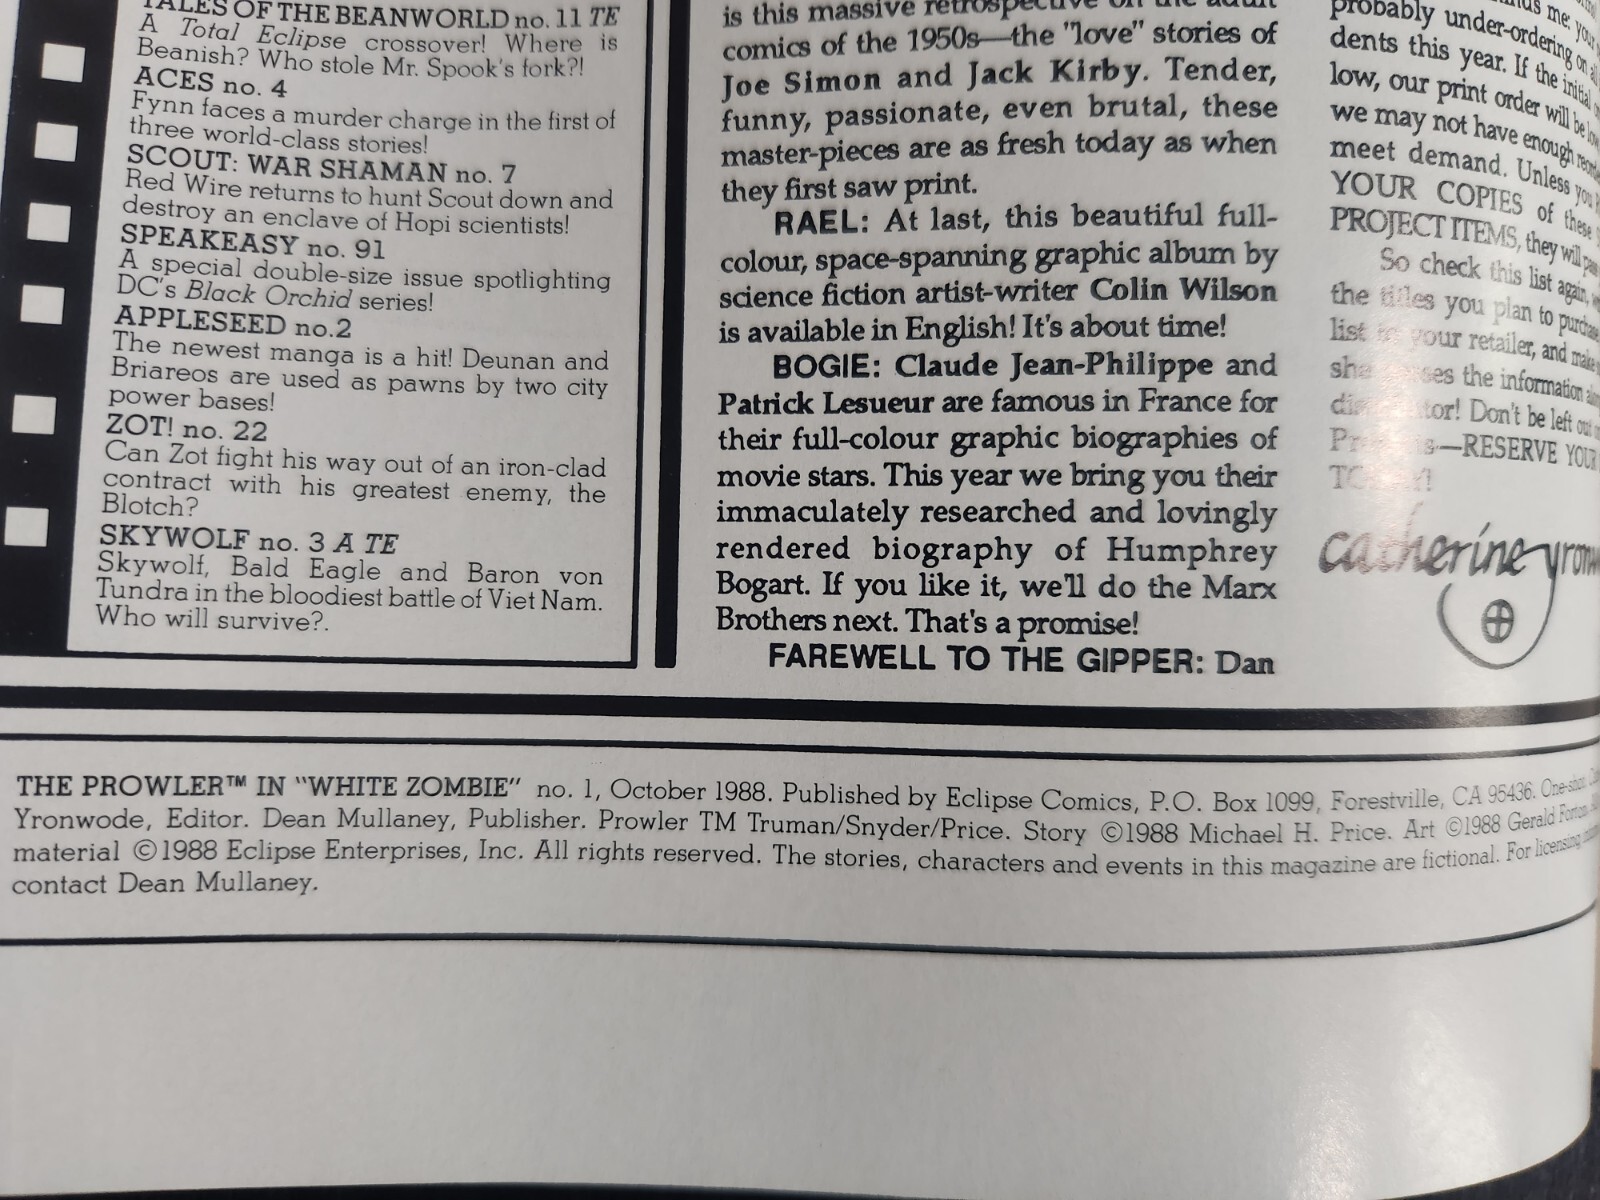 TALES OF THE BEANWORLD no. 11 TE
A Total Eclipse crossover! Where is
Beanish? Who stole Mr. Spook's fork?!
ACES no. 4
Fynn faces a murder charge in the first of
three world-class stories!
SCOUT: WAR SHAMAN no. 7
Red Wire returns to hunt Scout down and
destroy an enclave of Hopi scientists!
SPEAKEASY no. 91
A special double-size issue spotlighting
DC's Black Orchid series!
APPLESEED no.2
The newest manga is a hit! Deunan and
Briareos are used as pawns by two city
power bases!
ZOT! no. 22
Can Zot fight his way out of an iron-clad
contract with his greatest enemy, the
Blotch?
SKYWOLF no. 3 A TE
Skywolf, Bald Eagle and Baron von
Tundra in the bloodiest battle of Viet Nam.
Who will survive?.
is this massive retrospective on the adult
comics of the 1950s—the "love" stories of
Joe Simon and Jack Kirby. Tender,
funny, passionate, even brutal, these
master-pieces are as fresh today as when
they first saw print.
RAEL: At last, this beautiful full-
colour, space-spanning graphic album by
science fiction artist-writer Colin Wilson
is available in English! It's about time!
BOGIE: Claude Jean-Philippe and
Patrick Lesueur are famous in France for
their full-colour graphic biographies of
movie stars. This year we bring you their
immaculately researched and lovingly
rendered biography of Humphrey
Bogart. If you like it, we'll do the Marx
Brothers next. That's a promise!
FAREWELL TO THE GIPPER: Dan
me: your
probably under-ordering on all
dents this year. If the initial
low, our print order will be low
we may not have enough
meet demand. Unless you
YOUR COPIES of these
PROJECT ITEMS, they will
So check this list again,
the titles you plan to purchase
list to your retailer, and make
the information
Don't be left out
—RESERVE YOUR
catherine
THE PROWLER™ IN "WHITE ZOMBIE" no. 1, October 1988. Published by Eclipse Comics, P.O. Box 1099, Forestville, CA 95436. One-shot.
Yronwode, Editor. Dean Mullaney, Publisher. Prowler TM Truman/Snyder/Price. Story ©1988 Michael H. Price. Art ©1988 Gerald
material ©1988 Eclipse Enterprises, Inc. All rights reserved. The stories, characters and events in this magazine are fictional. For licensing
contact Dean Mullaney.